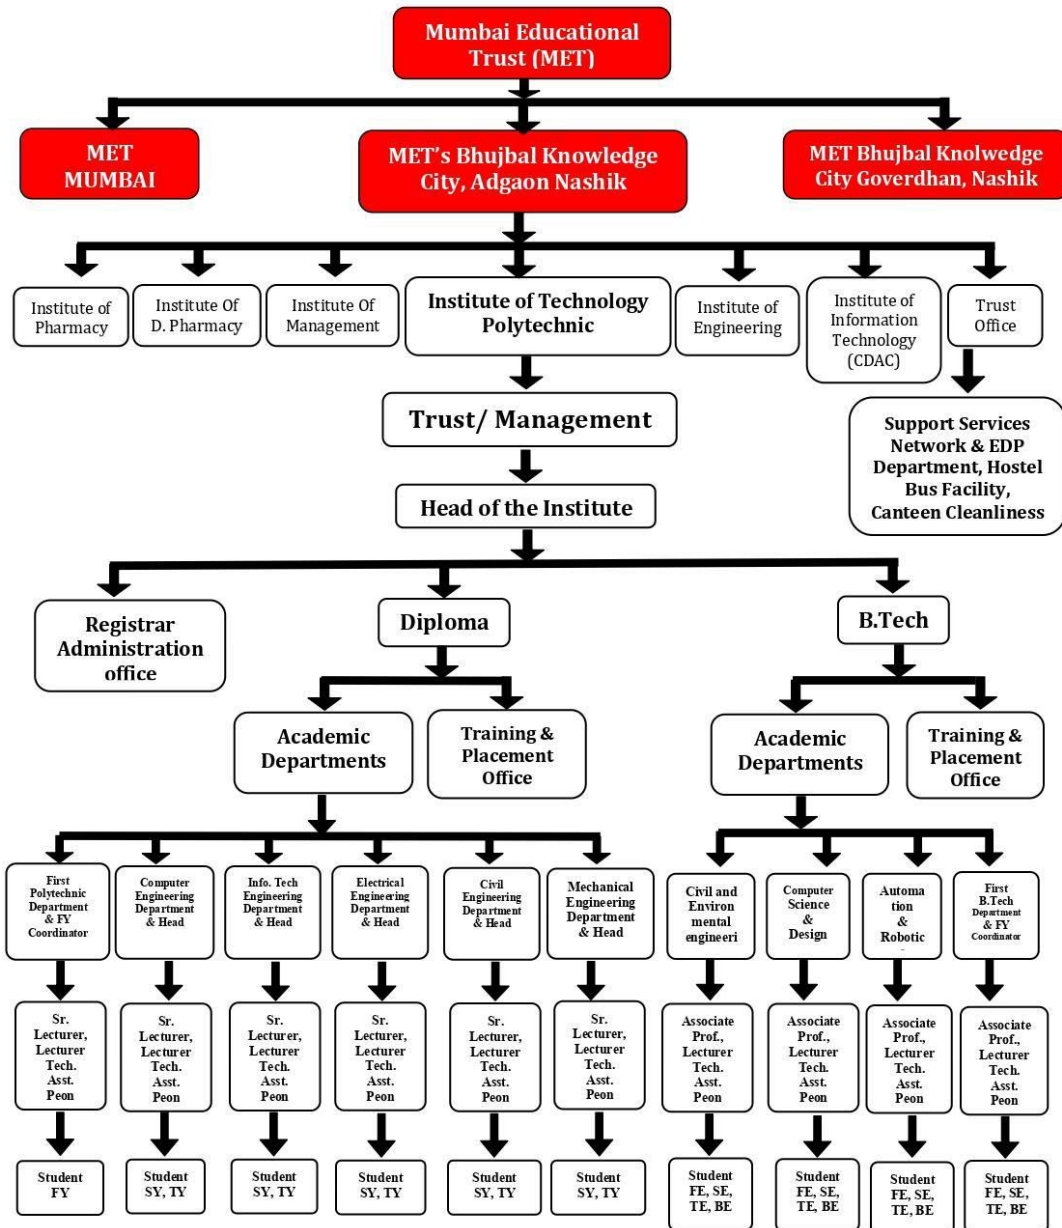 Mumbai Educational
Trust (MET)
MET
MUMBAI
MET's Bhujbal Knowledge
City, Adgaon Nashik
MET Bhujbal Knolwedge
City Goverdhan, Nashik
Institute of
Pharmacy
Institute Of
D. Pharmacy
Institute Of
Management
Institute of Technology
Polytechnic
Institute of
Engineering
Institute of
Information
Technology
(CDAC)
Trust
Office
Trust/ Management
Support Services
Network & EDP
Department, Hostel
Bus Facility,
Canteen Cleanliness
Head of the Institute
Registrar
Administration
office
Diploma
B.Tech
Academic
Departments
Training &
Placement
Office
Academic
Departments
Training &
Placement
Office
First
Polytechnic
Department
& FY
Coordinator
Computer
Engineering
Department
& Head
Info. Tech
Engineering
Department
& Head
Electrical
Engineering
Department
& Head
Civil
Engineering
Department
& Head
Mechanical
Engineering
Department
& Head
Civil and
Environ
mental
engineeri
Computer
Science
&
Design
Automa
tion
&
Robotic
First
B.Tech
Department
& FY
Coordinator
Sr.
Lecturer,
Lecturer
Tech.
Asst.
Peon
Sr.
Lecturer,
Lecturer
Tech.
Asst.
Peon
Sr.
Lecturer,
Lecturer
Tech.
Asst.
Peon
Sr.
Lecturer,
Lecturer
Tech.
Asst.
Peon
Sr.
Lecturer,
Lecturer
Tech.
Asst.
Peon
Sr.
Lecturer,
Lecturer
Tech.
Asst.
Peon
Associate
Prof.,
Lecturer
Tech.
Asst.
Peon
Associate
Prof.,
Lecturer
Tech.
Asst.
Peon
Associate
Prof.,
Lecturer
Tech.
Asst.
Peon
Associate
Prof.,
Lecturer
Tech.
Asst.
Peon
Student
FY
Student
SY, TY
Student
SY, TY
Student
SY, TY
Student
SY, TY
Student
SY, TY
Student
FE, SE,
TE, BE
Student
FE, SE,
TE, BE
Student
FE, SE,
TE, BE
Student
FE, SE,
TE, BE